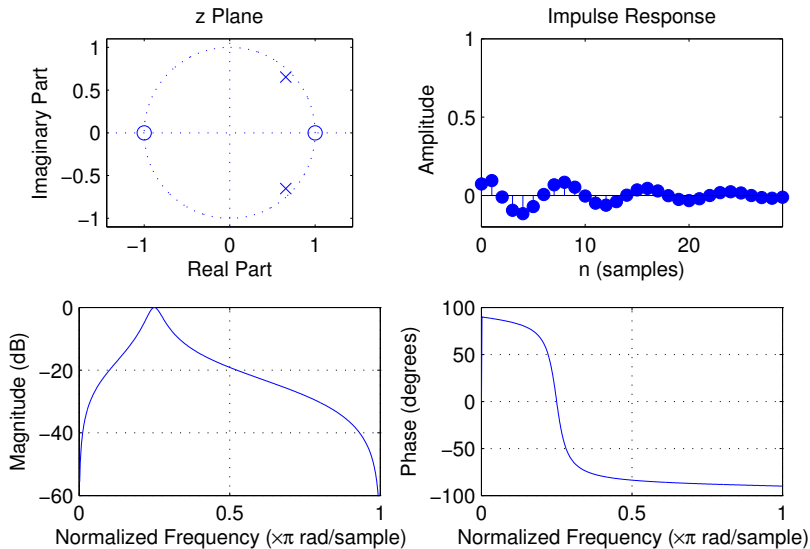 z Plane
1
0.5
0
−0.5
−1
−1
0
1
Imaginary Part
Real Part
Impulse Response
1
0.5
0
0
10
20
Amplitude
n (samples)
0
−20
−40
−60
0
0.5
1
Magnitude (dB)
Normalized Frequency (×π rad/sample)
100
50
0
−50
−100
0
0.5
1
Phase (degrees)
Normalized Frequency (×π rad/sample)